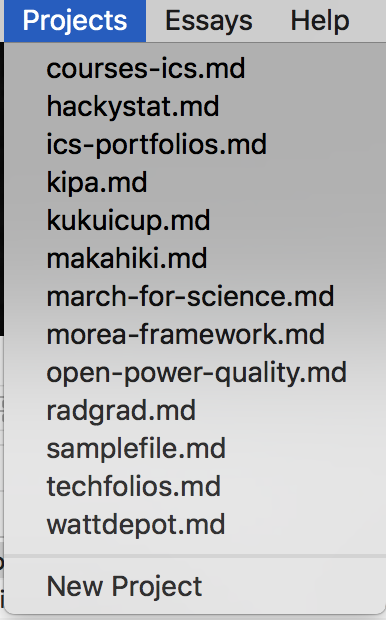 Projects Essays Help
courses-ics.md
hackystat.md
ics-portfolios.md
kipa.md
kukuicup.md
makahiki.md
march-for-science.md
morea-framework.md
open-power-quality.md
radgrad.md
samplefile.md
techfolios.md
wattdepot.md
New Project